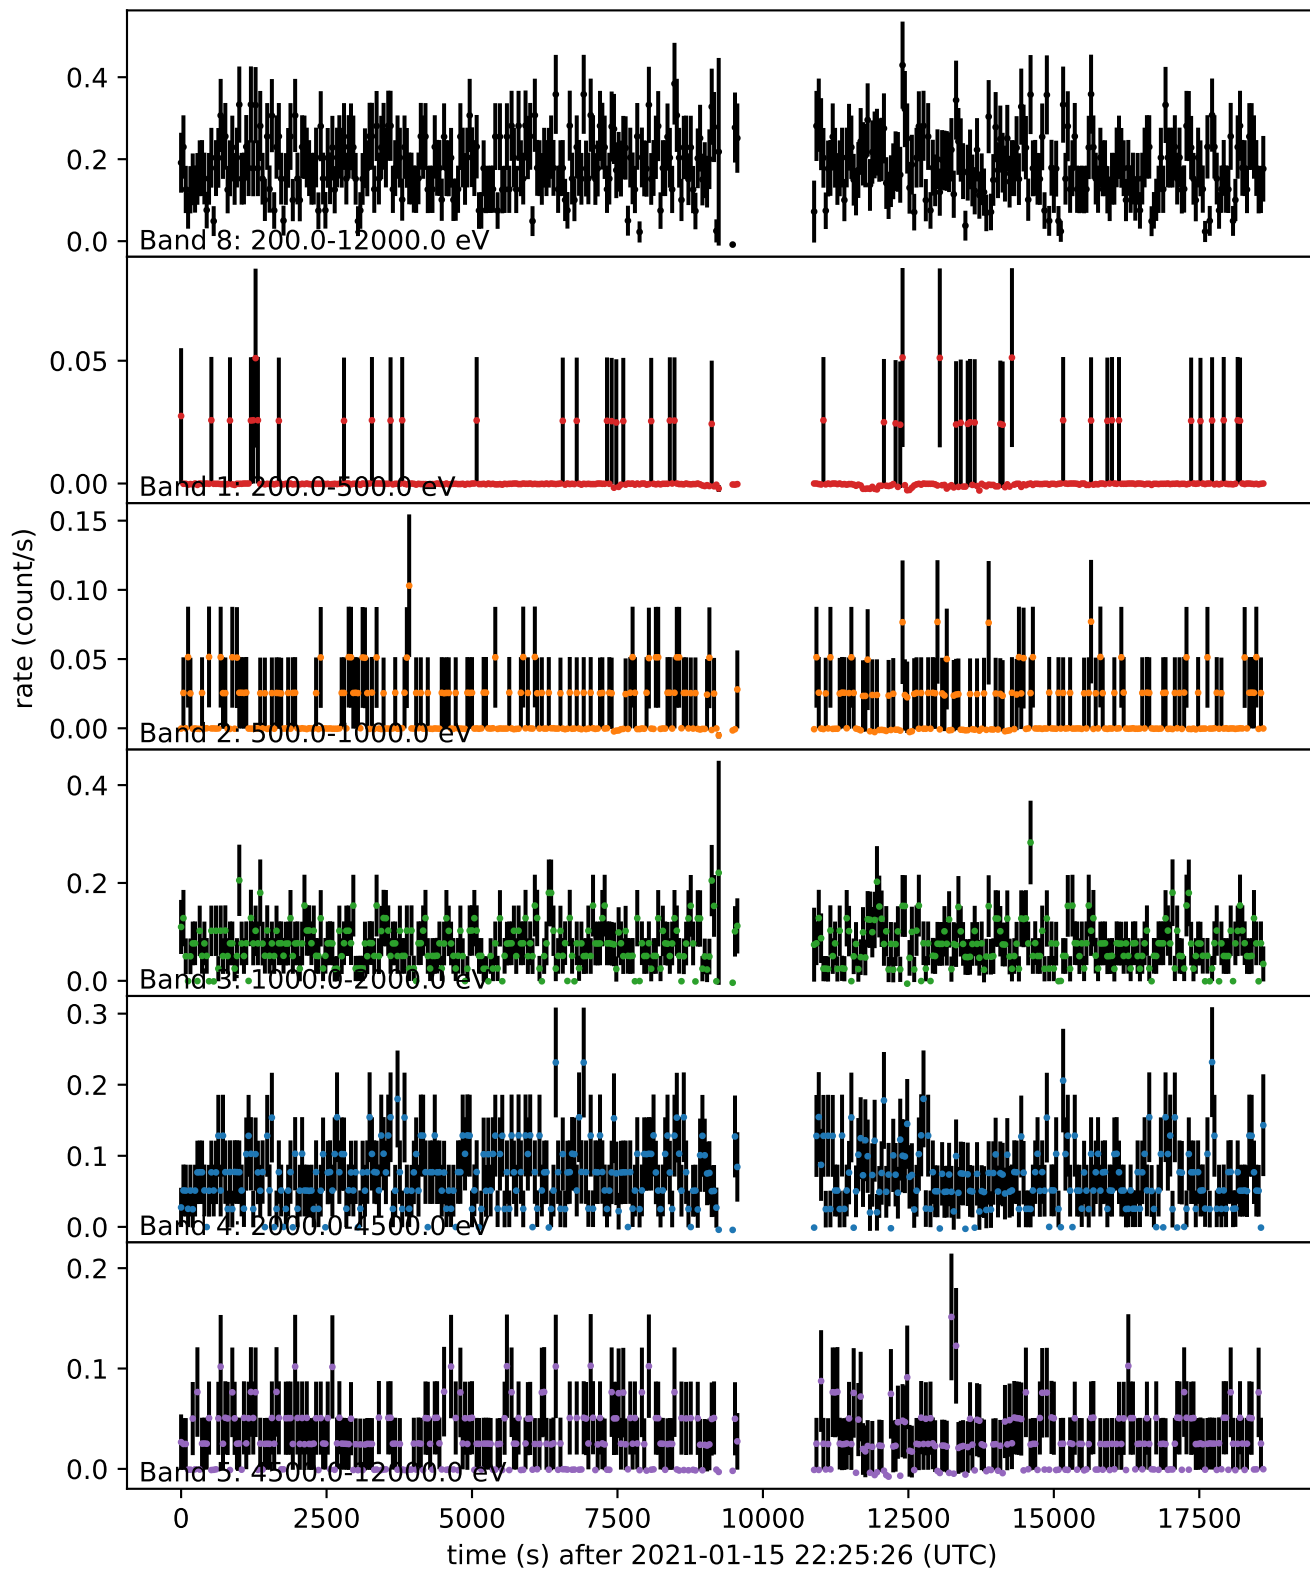 0.4
0.2
0.0
Band 8: 200.0-12000.0 eV
0.05
0.00
Band 1: 200.0-500.0 eV
rate (count/s)
0.15
0.10
0.05
0.00
Band 2: 500.0-1000.0 eV
0.4
0.2
0.0
Band 3: 1000.0-2000.0 eV
0.3
0.2
0.1
0.0
Band 4: 2000.0-4500.0 eV
0.2
0.1
0.0
Band 5: 4500.0-12000.0 eV
0 2500 5000 7500 10000 12500 15000 17500
time (s) after 2021-01-15 22:25:26 (UTC)